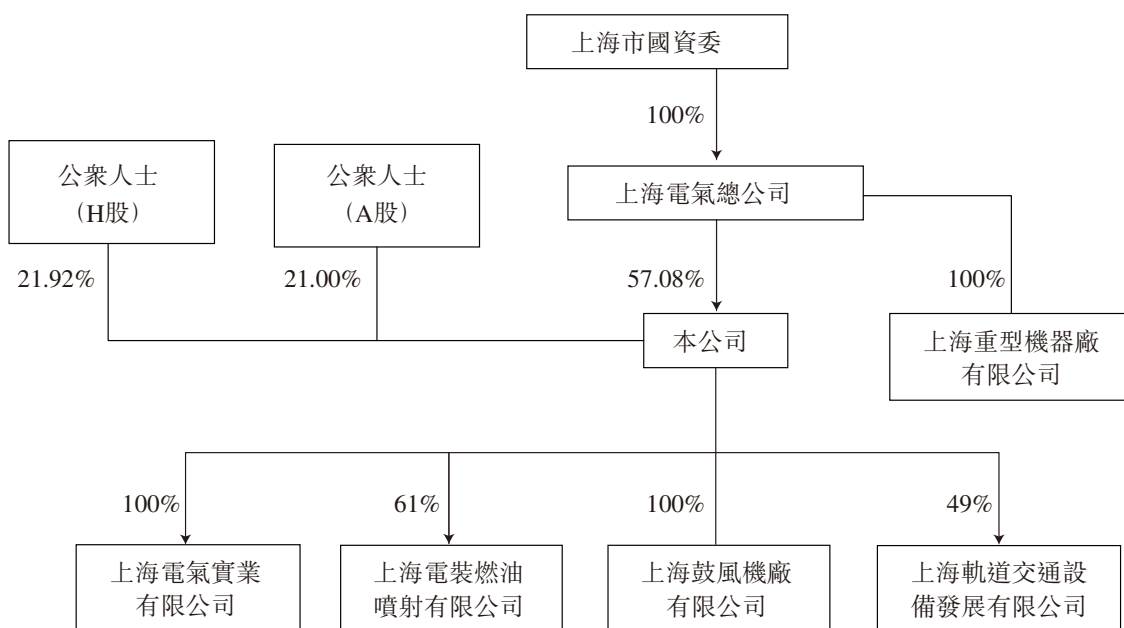 上海市國資委
100%
公衆人士
（H股）
公衆人士
（A股）
上海電氣總公司
21.92%
21.00%
57.08%
100%
本公司
上海重型機器廠
有限公司
100%
61%
100%
49%
上海電氣實業
有限公司
上海電裝燃油
噴射有限公司
上海鼓風機廠
有限公司
上海軌道交通設
備發展有限公司